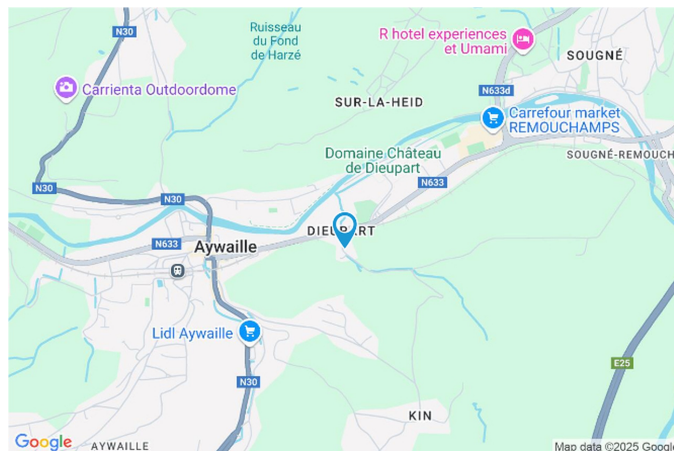 N30
Ruisseau
du Fond
de Harzé
R hotel experiences
et Umami
SOUGNÉ
Carrienta Outdoordome
SUR-LA-HEID
N633d
Carrefour market
REMOUCHAMPS
Domaine Château
de Dieupart
SOUGNÉ-REMOUCH
N633
N30
N30
DIEUPART
N633
Aywaille
Lidl Aywaille
E25
N30
KIN
Google
AYWAILLE
Map data ©2025 Google